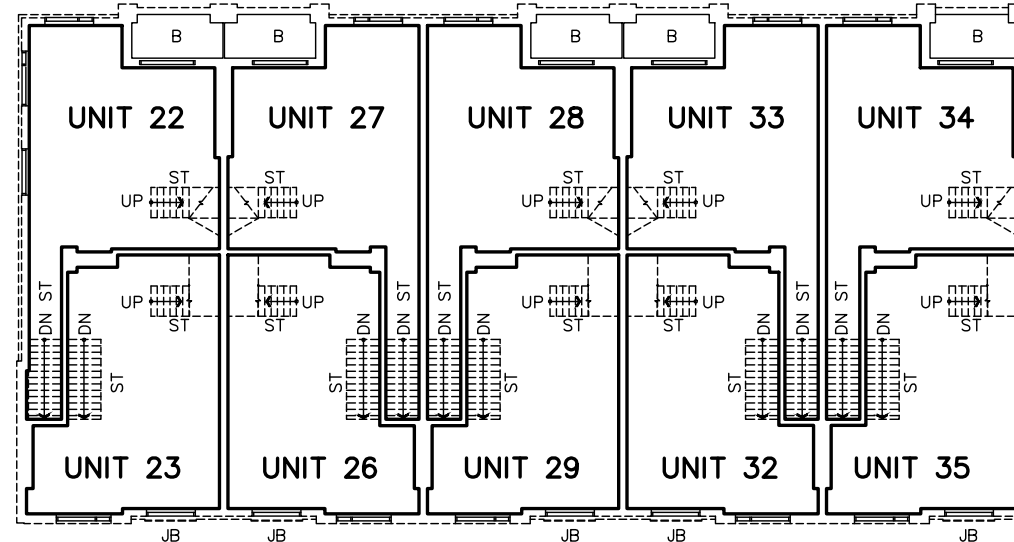 B B B B B
UNIT 22 UNIT 27 UNIT 28 UNIT 33 UNIT 34
ST ST ST ST ST
UP UP UP UP UP
UP UP UP UP UP
ST ST ST ST ST
ST ST ST ST ST
DN DN DN DN DN DN DN DN DN DN
ST ST ST ST ST
UNIT 23 UNIT 26 UNIT 29 UNIT 32 UNIT 35
JB JB JB JB JB